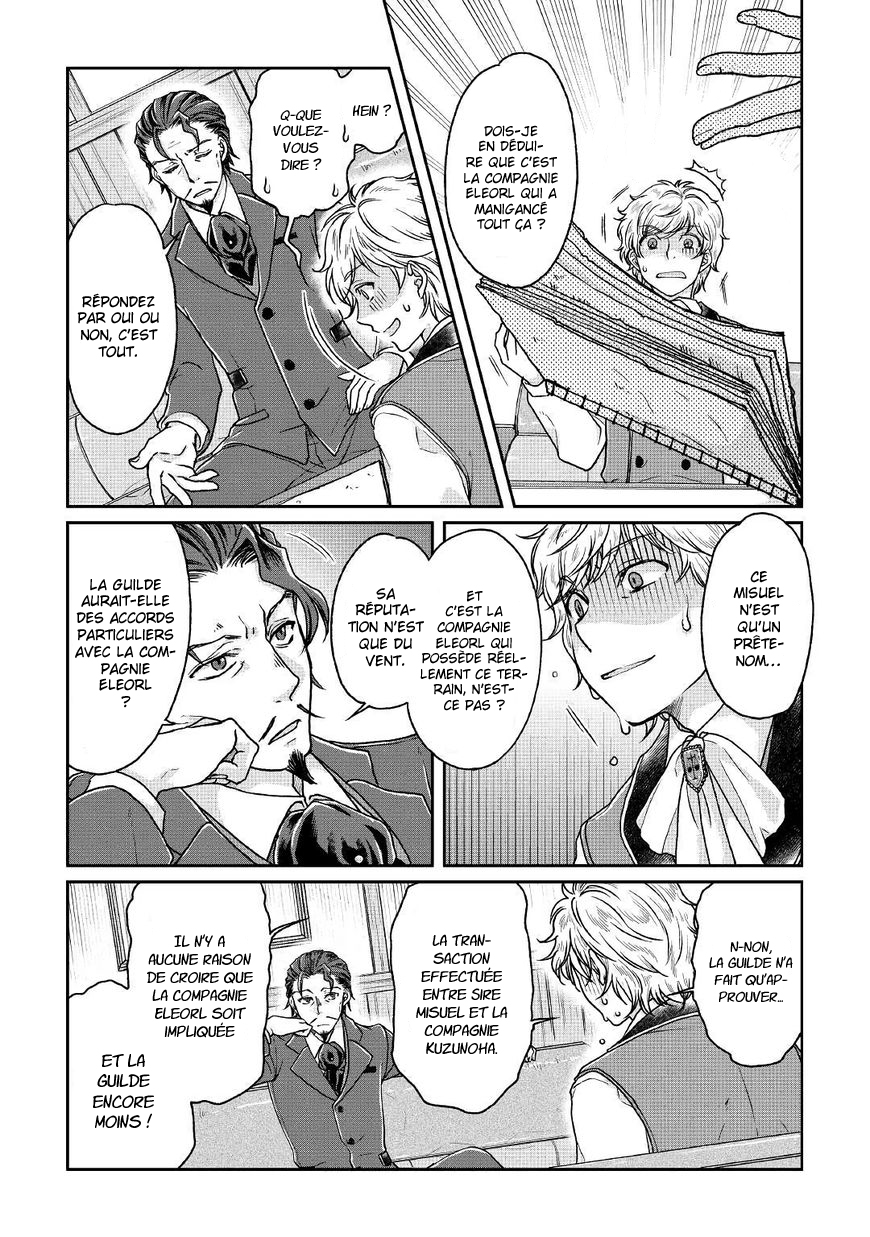 DOIS-JE
EN DÉDUI-
RE QUE C'EST
LA COMPAGNIE
ELEORL QUI A
MANIGANCÉ
TOUT ÇA ?
HEIN ?
Q-QUE
VOULEZ-
VOUS
DIRE ?
RÉPONDEZ
PAR OUI OU
NON, C'EST
TOUT.
CE
MISUEL
N'EST
QU'UN
PRÊTE-
NOM...
ET
C'EST LA
COMPAGNIE
ELEORL QUI
POSSÈDE RÉEL-
LEMENT CE TER-
RAIN, N'EST-
CE PAS ?
SA
RÉPUTA-
TION N'EST
QUE DU
VENT.
LA GUILDE
AURAIT-ELLE
DES ACCORDS
PARTICULIERS
AVEC LA COM-
PAGNIE ELEORL
?
N-NON,
LA GUILDE N'A
FAIT QU'AP-
PROUVER...
LA TRAN-
SACTION
EFFECTUÉE
ENTRE SIRE
MISUEL ET LA
COMPAGNIE
KUZUNOHA.
IL N'Y A
AUCUNE RAISON
DE CROIRE QUE
LA COMPAGNIE
ELEORL SOIT
IMPLIQUÉE
ET LA
GUILDE
ENCORE
MOINS !